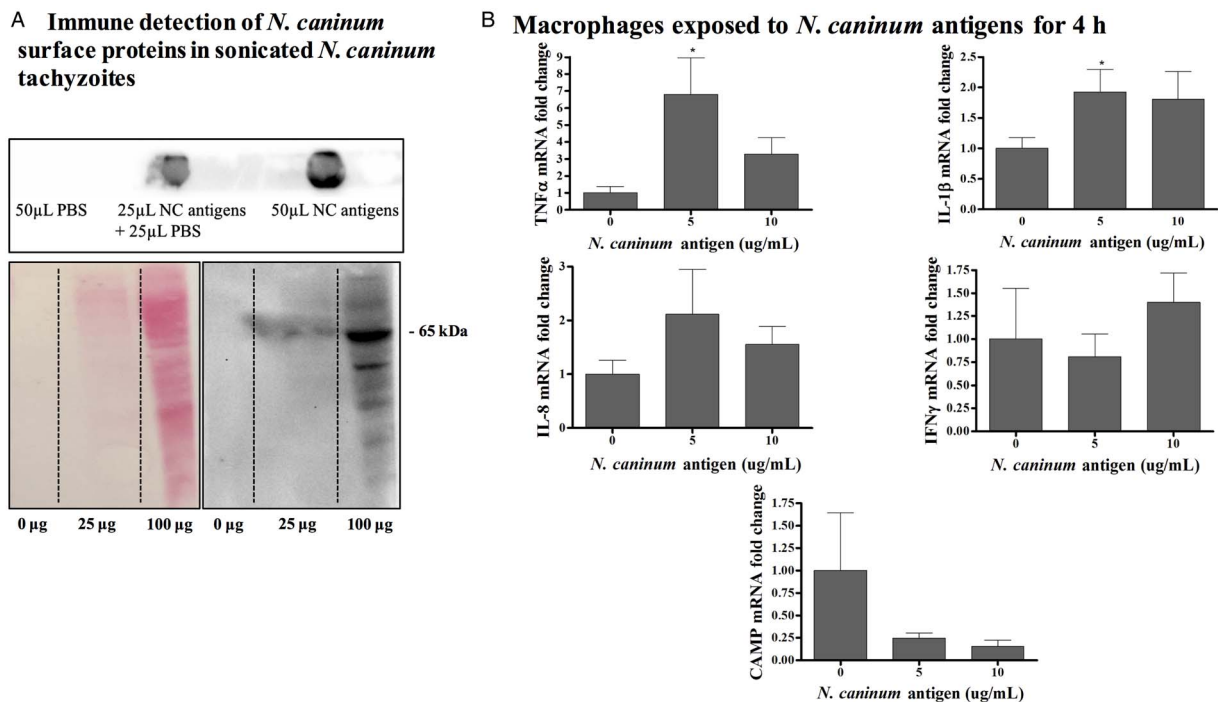 A Immune detection of N. caninum
surface proteins in sonicated N. caninum
tachyzoites
50µL PBS
25µL NC antigens
+ 25µL PBS
50µL NC antigens
- 65 kDa
0 µg
25 µg
100 µg
0 µg
25 µg
100 µg
B Macrophages exposed to N. caninum antigens for 4 h
TNFα mRNA fold change
9
8
7
6
5
4
3
2
1
0
*
0
5
10
N. caninum antigen (ug/mL)
IL-1β mRNA fold change
2.5
2.0
1.5
1.0
0.5
0.0
*
0
5
10
N. caninum antigen (ug/mL)
IL-8 mRNA fold change
3
2
1
0
0
5
10
N. caninum antigen (ug/mL)
IFNγ mRNA fold change
1.75
1.50
1.25
1.00
0.75
0.50
0.25
0.00
0
5
10
N. caninum antigen (ug/mL)
CAMP mRNA fold change
1.75
1.50
1.25
1.00
0.75
0.50
0.25
0.00
0
5
10
N. caninum antigen (ug/mL)